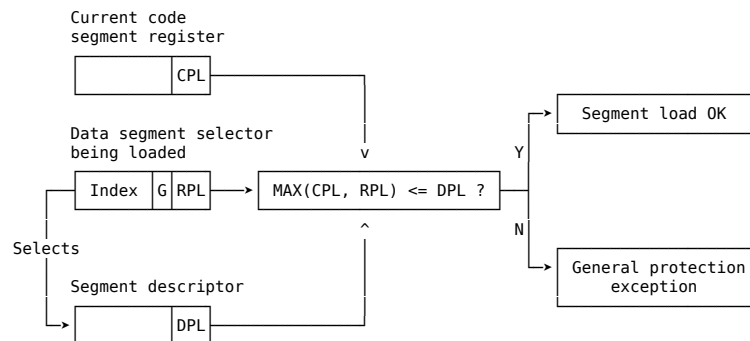 Current code
segment register
CPL
Data segment selector
being loaded
Index G RPL
MAX(CPL, RPL) <= DPL ?
Y
N
Segment load OK
General protection
exception
Selects
Segment descriptor
DPL